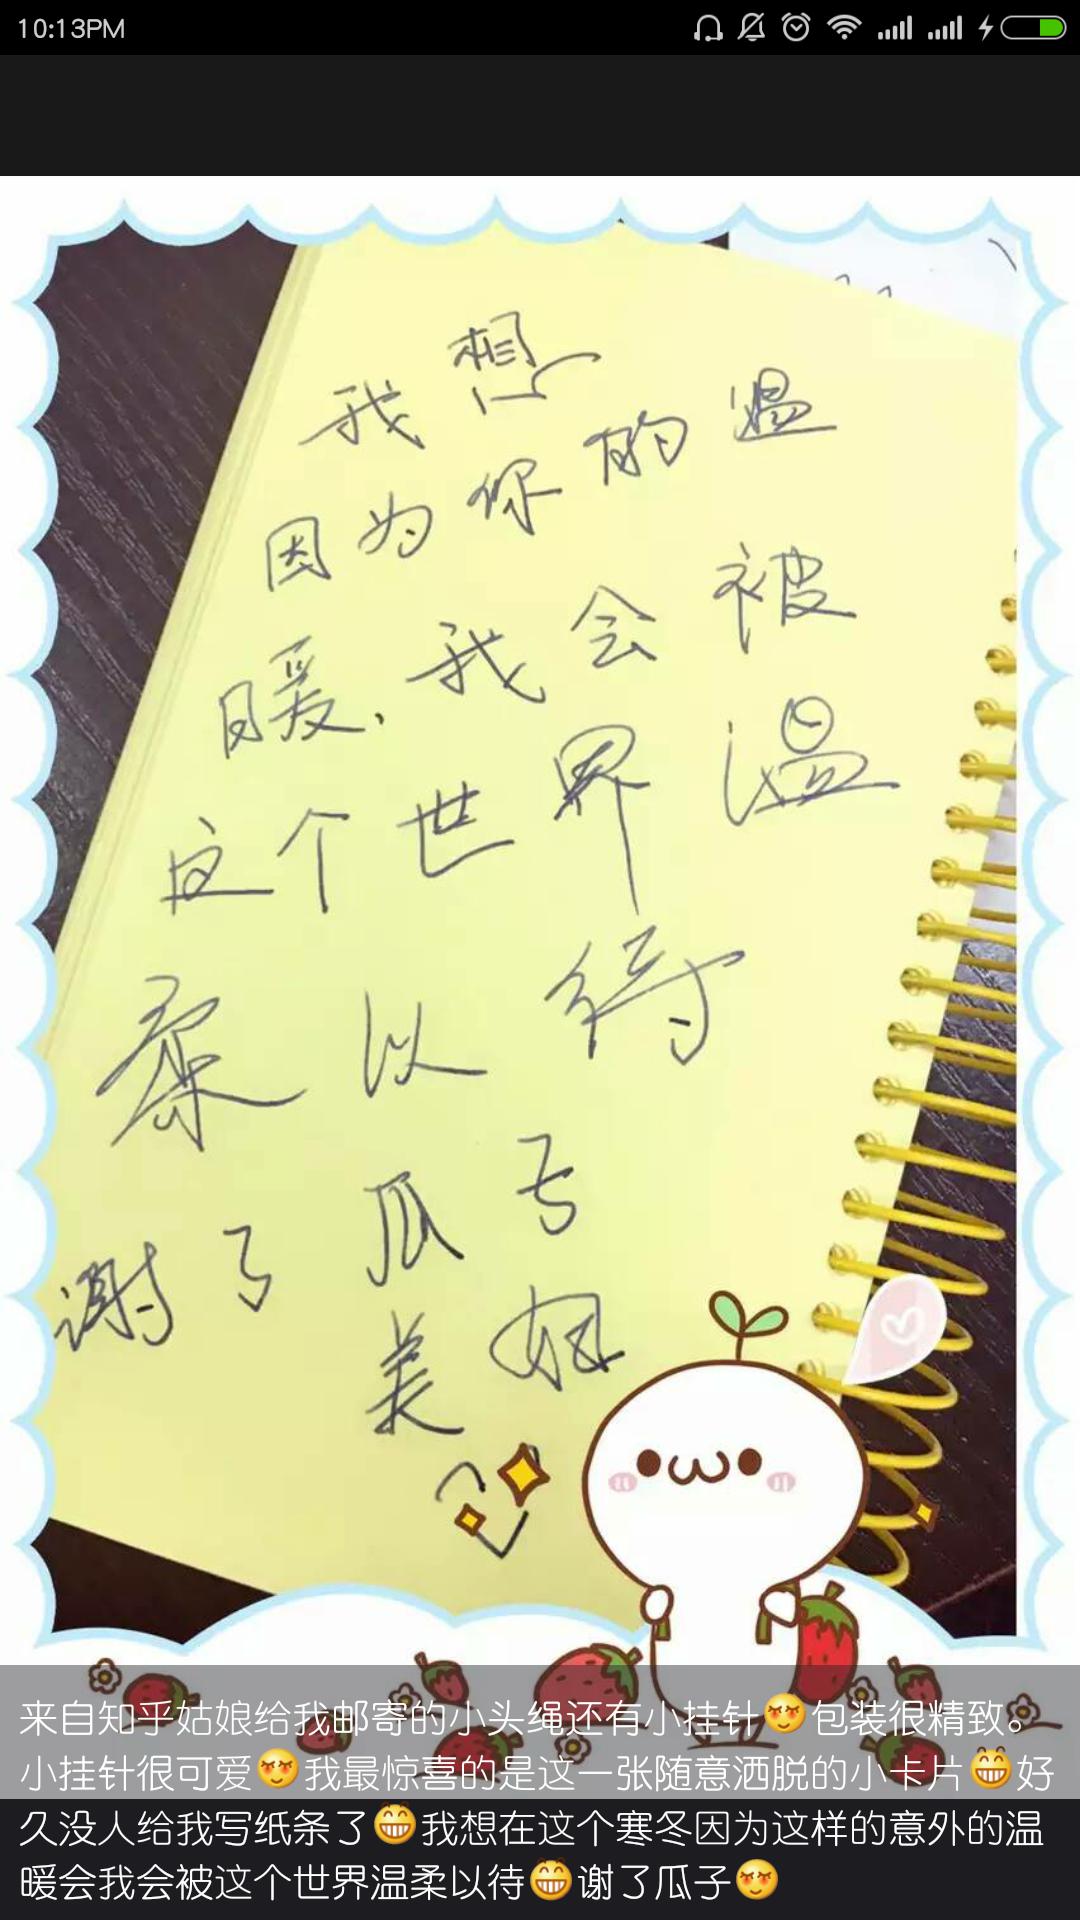 10:13PM
我想
因为你的温
暖，我会被
这个世界温
柔以待
谢了瓜子
美妞
来自知乎姑娘给我邮寄的小头绳还有小挂针😍包装很精致。
小挂针很可爱😍我最惊喜的是这一张随意洒脱的小卡片😁好
久没人给我写纸条了😁我想在这个寒冬因为这样的意外的温
暖会我会被这个世界温柔以待😁谢了瓜子😍